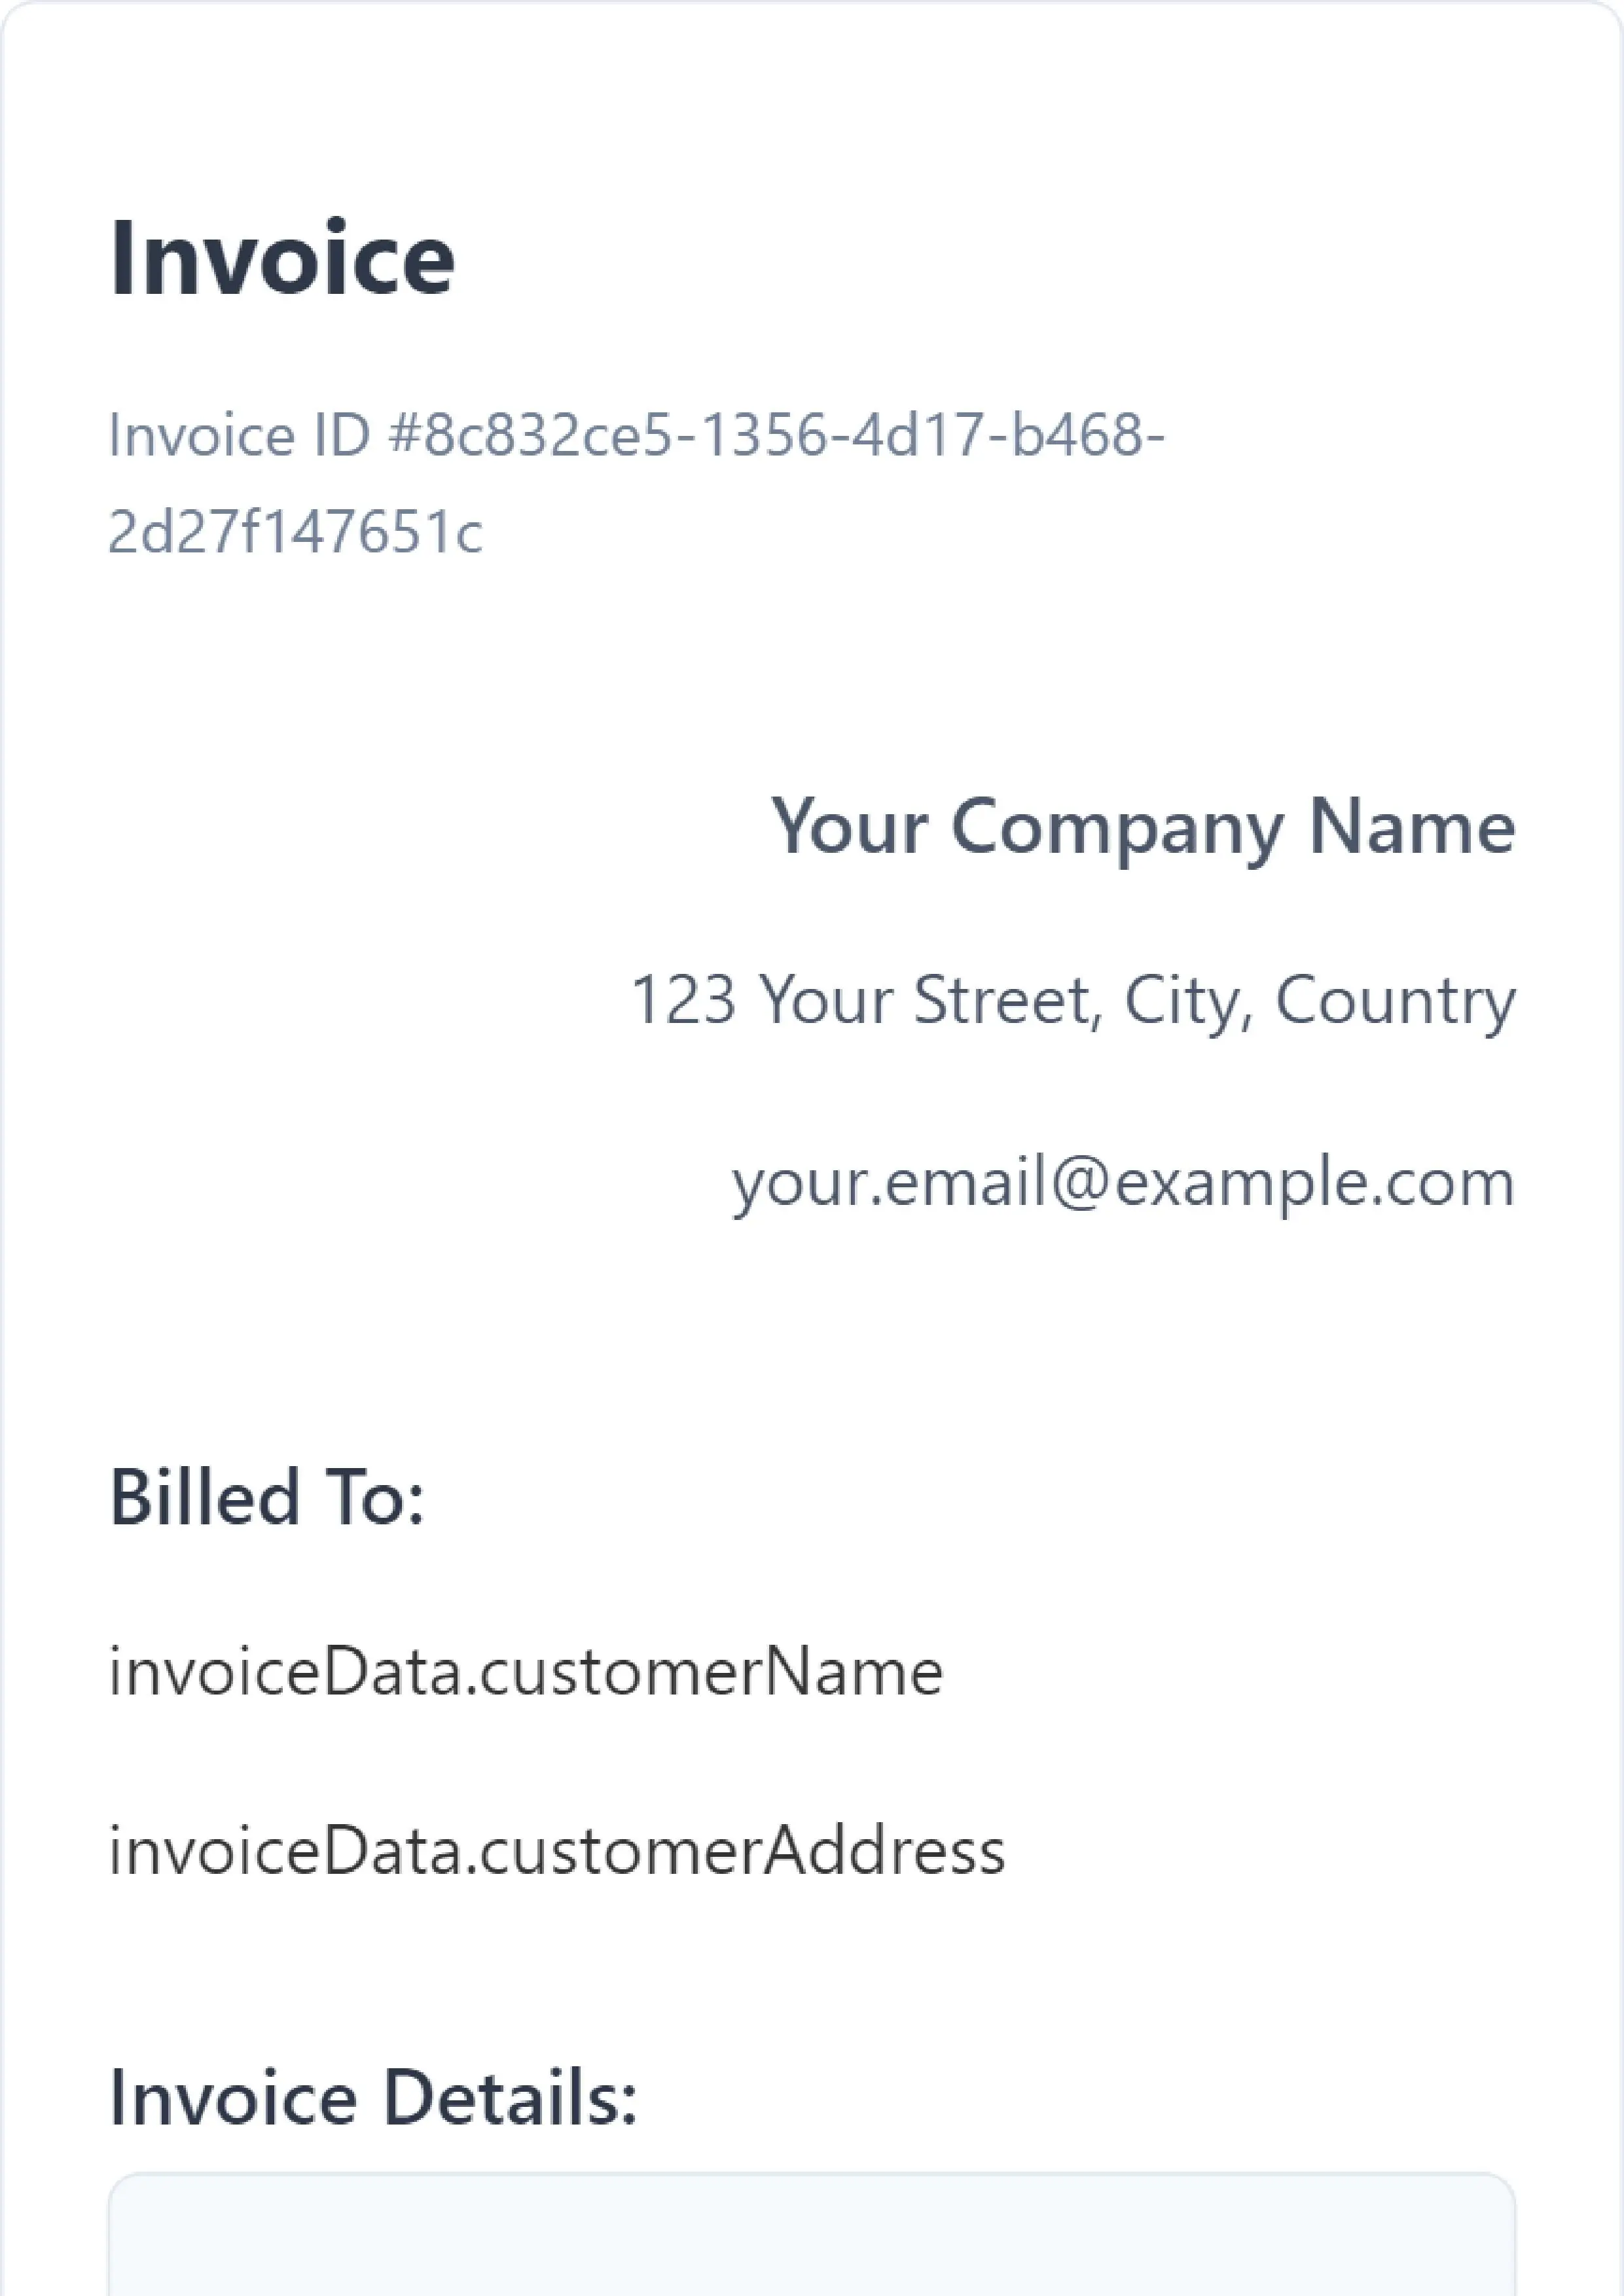 Invoice
Invoice ID #8c832ce5-1356-4d17-b468-
2d27f147651c
Your Company Name
123 Your Street, City, Country
your.email@example.com
Billed To:
invoiceData.customerName
invoiceData.customerAddress
Invoice Details: